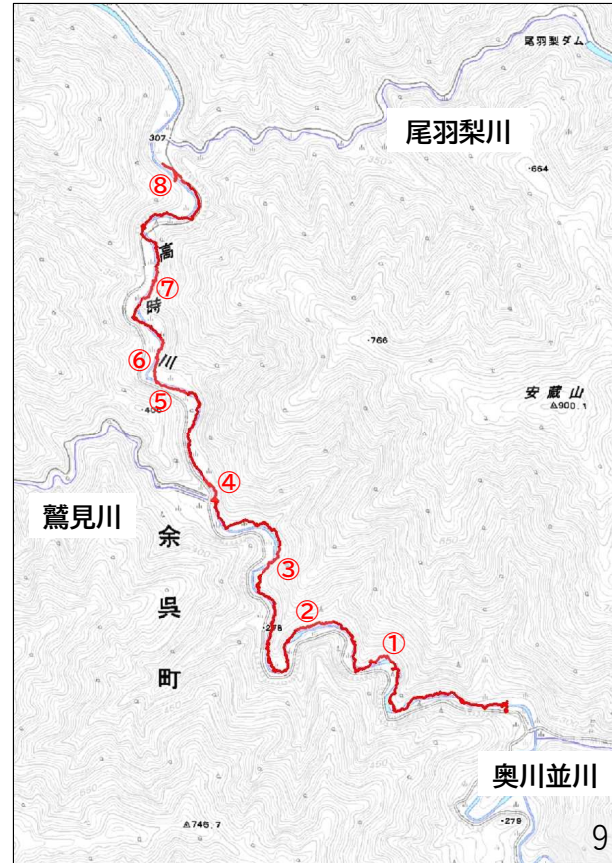 尾羽梨ダム
尾羽梨川
307
・664
⑧
高
時
川
⑦
・766
⑥
⑤
安蔵山
△900.1
④
鷲見川
余
呉
町
③
②
・278
①
奥川並川
△746.7
・279
9